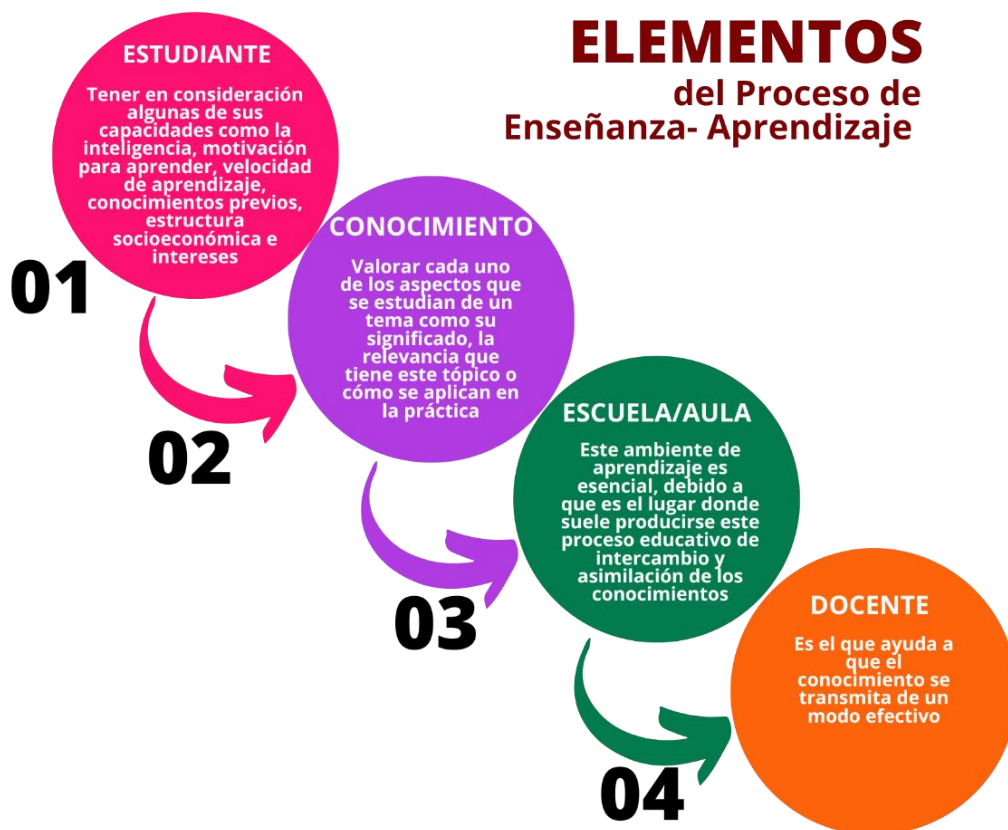 ELEMENTOS
del Proceso de
Enseñanza- Aprendizaje
ESTUDIANTE
Tener en consideración
algunas de sus
capacidades como la
inteligencia, motivación
para aprender, velocidad
de aprendizaje,
conocimientos previos,
estructura
socioeconómica e
intereses
01
CONOCIMIENTO
Valorar cada uno
de los aspectos que
se estudian de un
tema como su
significado, la
relevancia que
tiene este tópico o
cómo se aplican en
la práctica
02
ESCUELA/AULA
Este ambiente de
aprendizaje es
esencial, debido a
que es el lugar donde
suele producirse este
proceso educativo de
intercambio y
asimilación de los
conocimientos
03
DOCENTE
Es el que ayuda a
que el
conocimiento se
transmita de un
modo efectivo
04